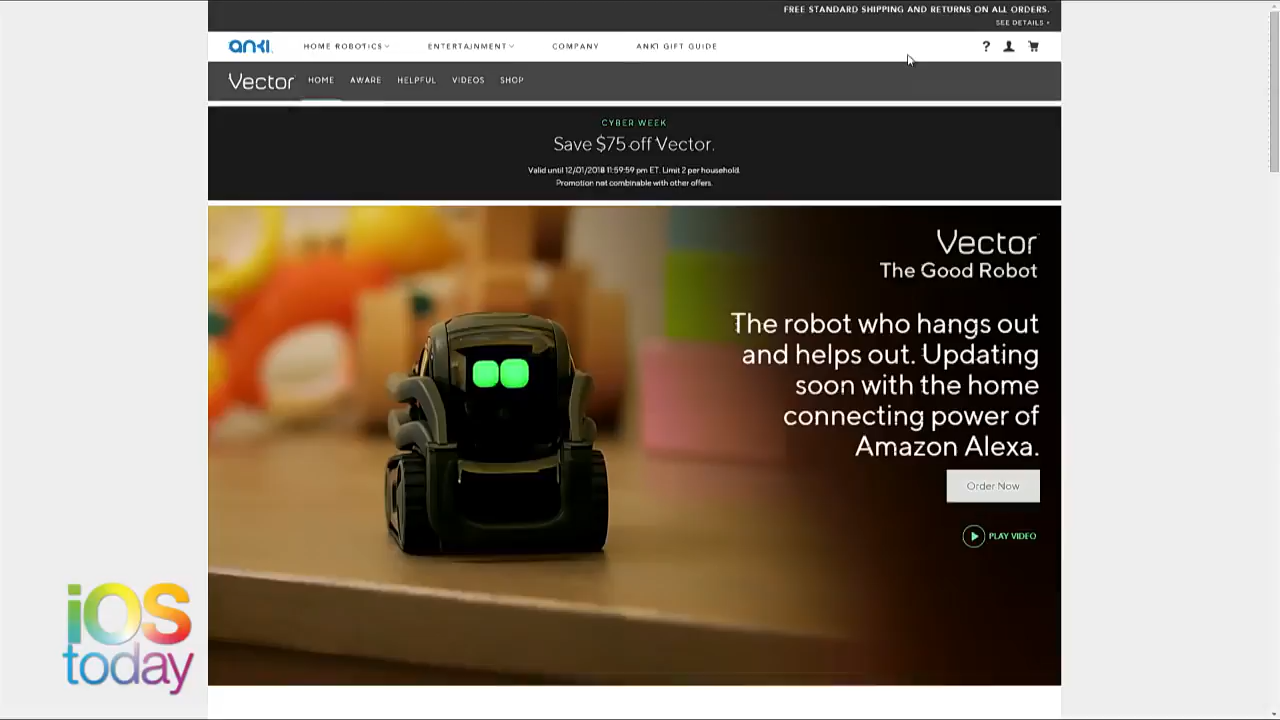 FREE STANDARD SHIPPING AND RETURNS ON ALL ORDERS.
SEE DETAILS
ANKI HOME ROBOTICS ENTERTAINMENT COMPANY ANKI GIFT GUIDE ?
Vector HOME AWARE HELPFUL VIDEOS SHOP
CYBER WEEK
Save $75 off Vector.
Valid until 12/01/2018 11:59:59 pm ET. Limit 2 per household.
Promotion not combinable with other offers.
Vector
The Good Robot
The robot who hangs out
and helps out. Updating
soon with the home
connecting power of
Amazon Alexa.
Order Now
PLAY VIDEO
iOS
today